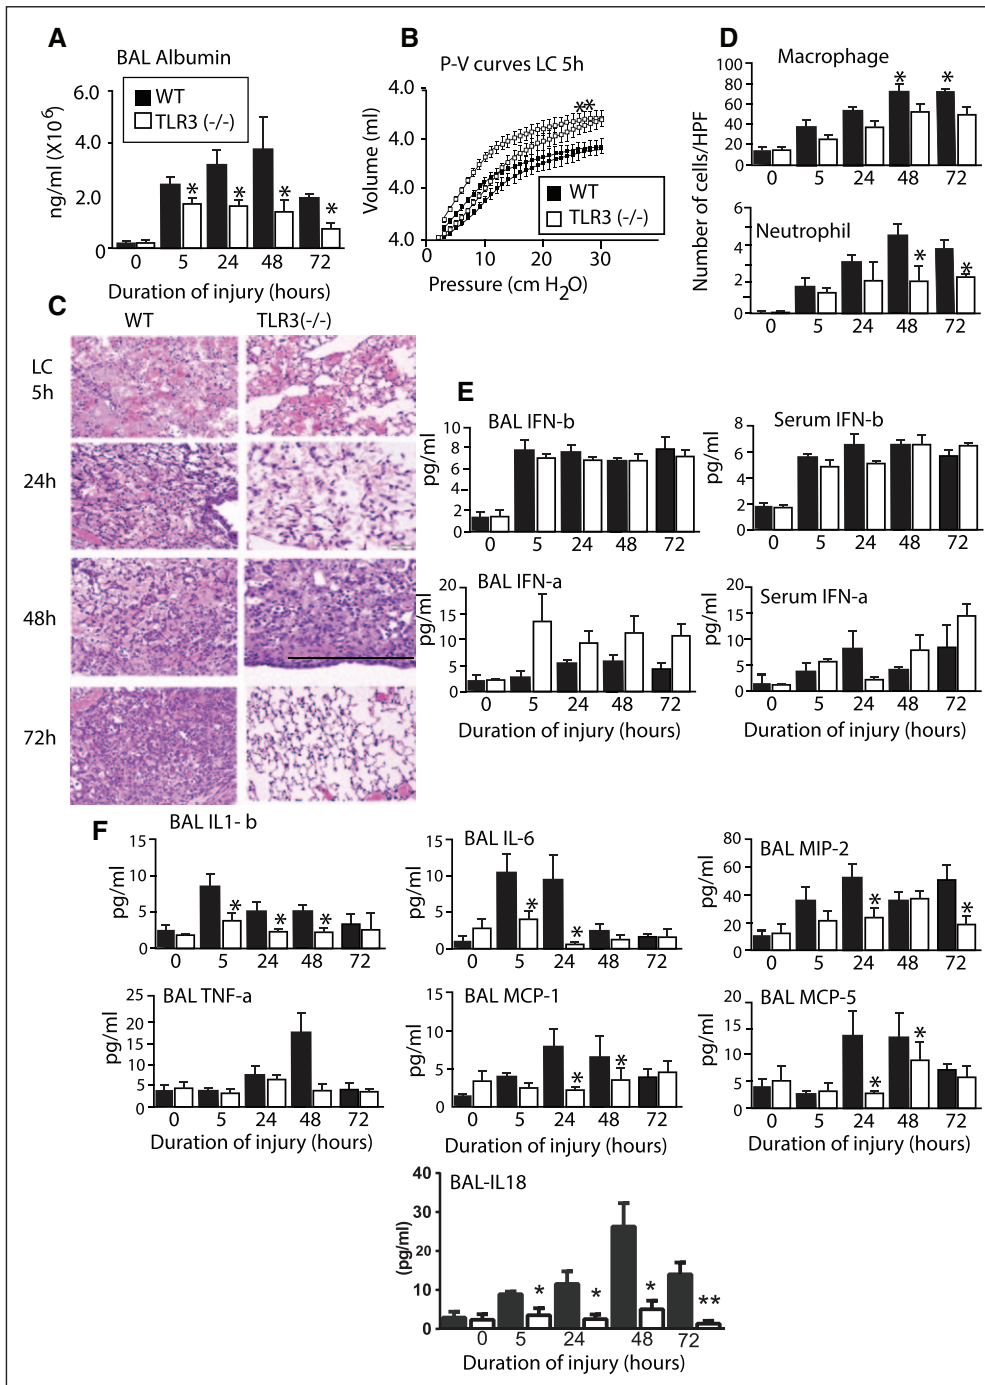 A
BAL Albumin
WT
TLR3 (-/-)
ng/ml (X10⁶)
6.0
4.0
2.0
0
* * * *
0 5 24 48 72
Duration of injury (hours)
B
P-V curves LC 5h
4.0
4.0
4.0
4.0
Volume (ml)
**
WT
TLR3 (-/-)
0 10 20 30
Pressure (cm H₂O)
D
Macrophage
Number of cells/HPF
100
80
60
40
20
0
* *
0 5 24 48 72
Neutrophil
6
4
2
0
* *
0 5 24 48 72
C
WT TLR3(-/-)
LC
5h
24h
48h
72h
E
BAL IFN-b
pg/ml
10
8
6
4
2
0
0 5 24 48 72
Serum IFN-b
pg/ml
8
6
4
2
0
0 5 24 48 72
BAL IFN-a
pg/ml
20
15
10
5
0
0 5 24 48 72
Duration of injury (hours)
Serum IFN-a
pg/ml
20
15
10
5
0
0 5 24 48 72
Duration of injury (hours)
F
BAL IL1- b
pg/ml
15
10
5
0
* * *
0 5 24 48 72
BAL IL-6
pg/ml
15
10
5
0
* *
0 5 24 48 72
BAL MIP-2
pg/ml
80
60
40
20
0
* *
0 5 24 48 72
BAL TNF-a
pg/ml
25
20
15
10
5
0
0 5 24 48 72
Duration of injury (hours)
BAL MCP-1
pg/ml
15
10
5
0
* *
0 5 24 48 72
Duration of injury (hours)
BAL MCP-5
pg/ml
20
15
10
5
0
* *
0 5 24 48 72
Duration of injury (hours)
BAL-IL18
(pg/ml)
40
30
20
10
0
* * * **
0 5 24 48 72
Duration of injury (hours)